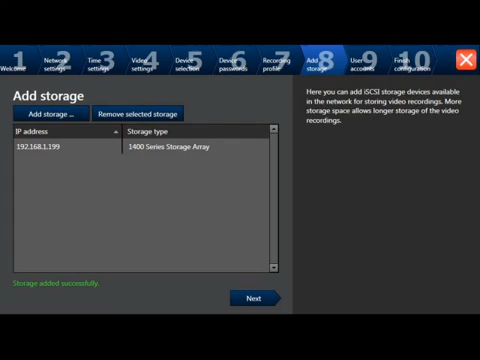 1 Welcome
2 Network settings
3 Time settings
4 Video settings
5 Device selection
6 Device passwords
7 Recording profile
8 Add storage
9 User accounts
10 Finish configuration
Add storage
Add storage ...
Remove selected storage
IP address
Storage type
192.168.1.199
1400 Series Storage Array
Storage added successfully.
Next
Here you can add iSCSI storage devices available
in the network for storing video recordings. More
storage space allows longer storage of the video
recordings.